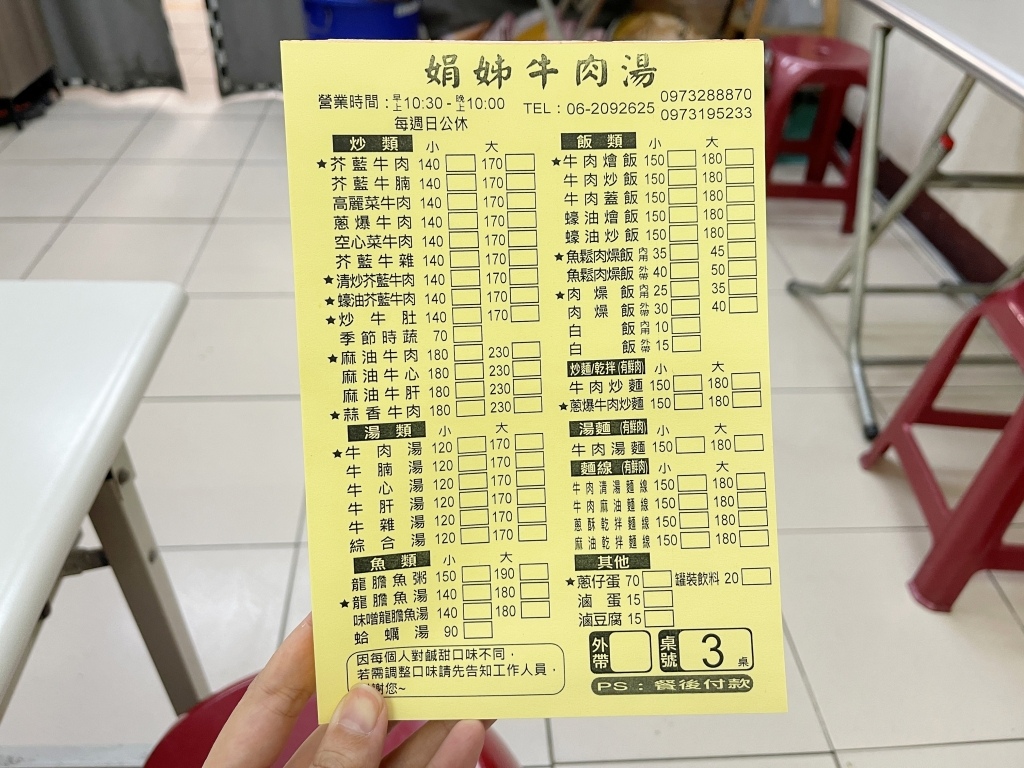 娟姊牛肉湯
營業時間：早上10:30 - 晚上10:00
每週日公休
TEL：06-2092625
0973288870
0973195233
炒類 小 大
★芥藍牛肉 140 170
芥藍牛腩 140 170
高麗菜牛肉 140 170
蔥爆牛肉 140 170
空心菜牛肉 140 170
芥藍牛雜 140 170
★清炒芥藍牛肉 140 170
★蠔油芥藍牛肉 140 170
★炒牛肚 140 170
季節時蔬 70
★麻油牛肉 180 230
麻油牛心 180 230
麻油牛肝 180 230
★蒜香牛肉 180 230
湯類 小 大
★牛肉湯 120 170
牛腩湯 120 170
牛心湯 120 170
牛肝湯 120 170
牛雜湯 120 170
綜合湯 120 170
魚類 小 大
龍膽魚粥 150 190
★龍膽魚湯 140 180
味噌龍膽魚湯 140 180
蛤蠣湯 90
因每個人對鹹甜口味不同，
若需調整口味請先告知工作人員，
謝您~
飯類 小 大
★牛肉燴飯 150 180
牛肉炒飯 150 180
牛肉蓋飯 150 180
蠔油燴飯 150 180
蠔油炒飯 150 180
★魚鬆肉燥飯 內用 35 45
魚鬆肉燥飯 外帶 40 50
★肉燥飯 內用 25 35
肉燥飯 外帶 30 40
白飯 內用 10
白飯 外帶 15
炒麵/乾拌(有鮮肉) 小 大
牛肉炒麵 150 180
★蔥爆牛肉炒麵 150 180
湯麵(有鮮肉) 小 大
牛肉湯麵 150 180
麵線(有鮮肉) 小 大
牛肉清湯麵線 150 180
牛肉麻油麵線 150 180
蔥酥乾拌麵線 150 180
麻油乾拌麵線 150 180
其他
★蔥仔蛋 70 罐裝飲料 20
滷蛋 15
滷豆腐 15
外帶 桌號 3 桌
PS：餐後付款